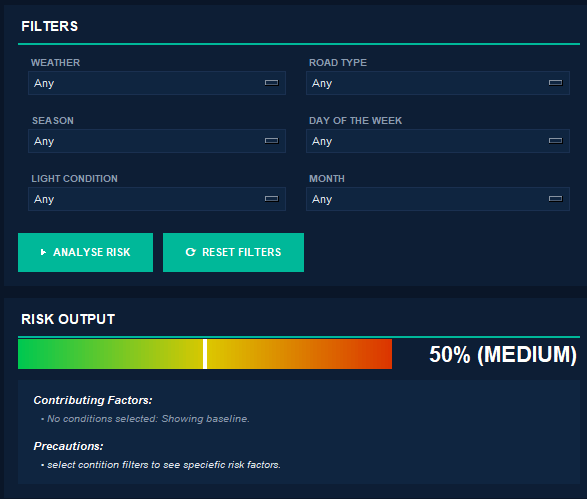 FILTERS
WEATHER
ROAD TYPE
Any
Any
SEASON
DAY OF THE WEEK
Any
Any
LIGHT CONDITION
MONTH
Any
Any
ANALYSE RISK
RESET FILTERS
RISK OUTPUT
50% (MEDIUM)
Contributing Factors:
• No conditions selected: Showing baseline.
Precautions:
• select contition filters to see speciefic risk factors.